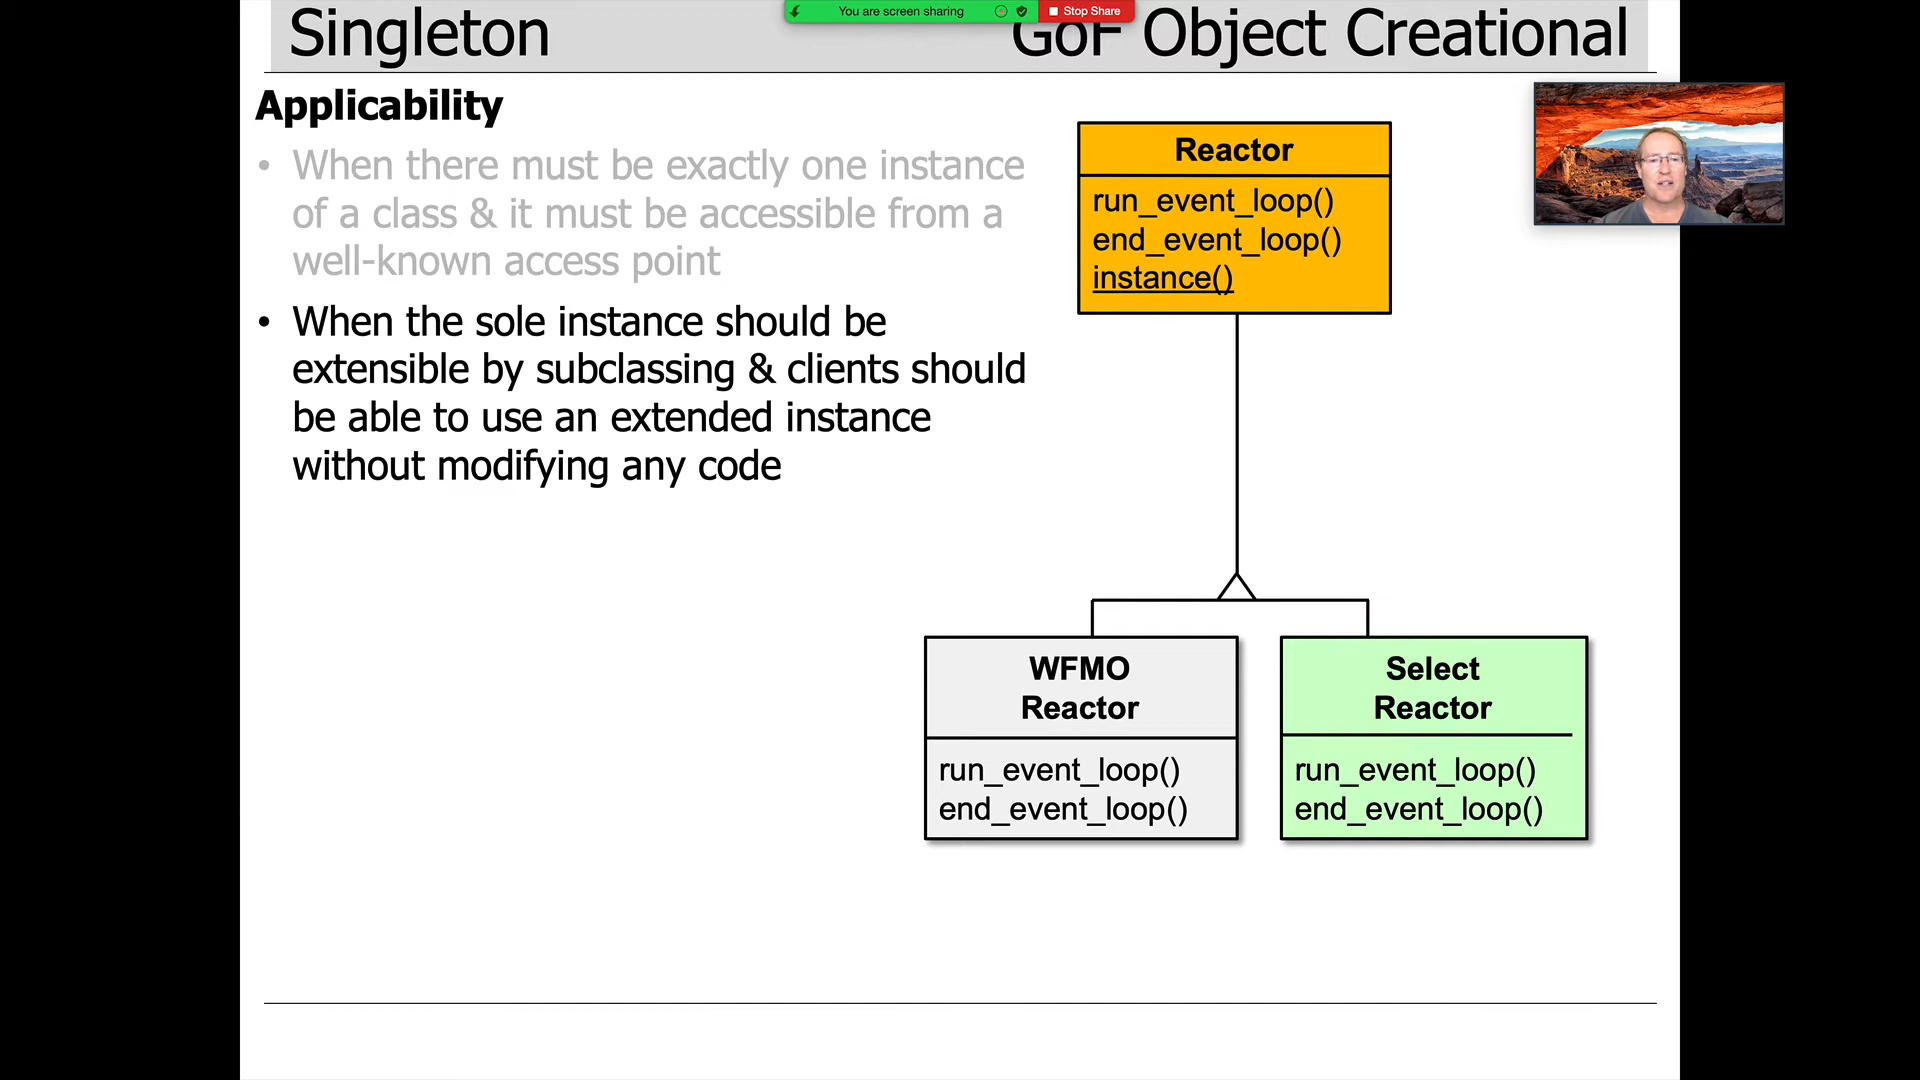 You are screen sharing
Stop Share
Singleton
GoF Object Creational
Applicability
• When there must be exactly one instance
of a class & it must be accessible from a
well-known access point
• When the sole instance should be
extensible by subclassing & clients should
be able to use an extended instance
without modifying any code
Reactor
run_event_loop()
end_event_loop()
instance()
WFMO
Reactor
run_event_loop()
end_event_loop()
Select
Reactor
run_event_loop()
end_event_loop()